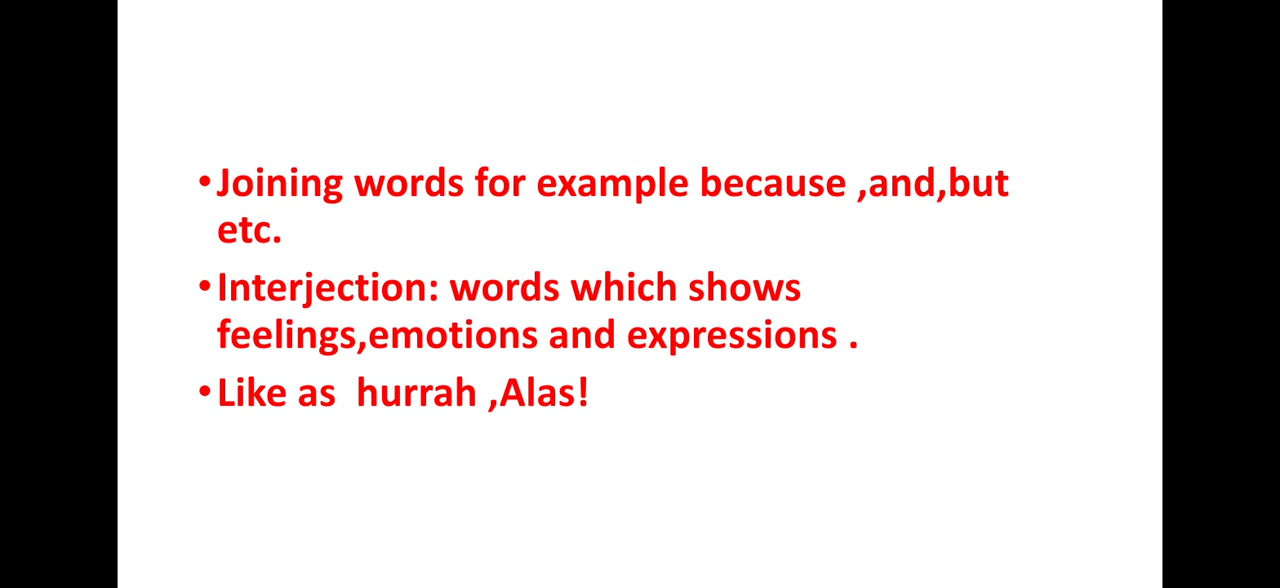 •Joining words for example because ,and,but
etc.
•Interjection: words which shows
feelings,emotions and expressions .
•Like as  hurrah ,Alas!